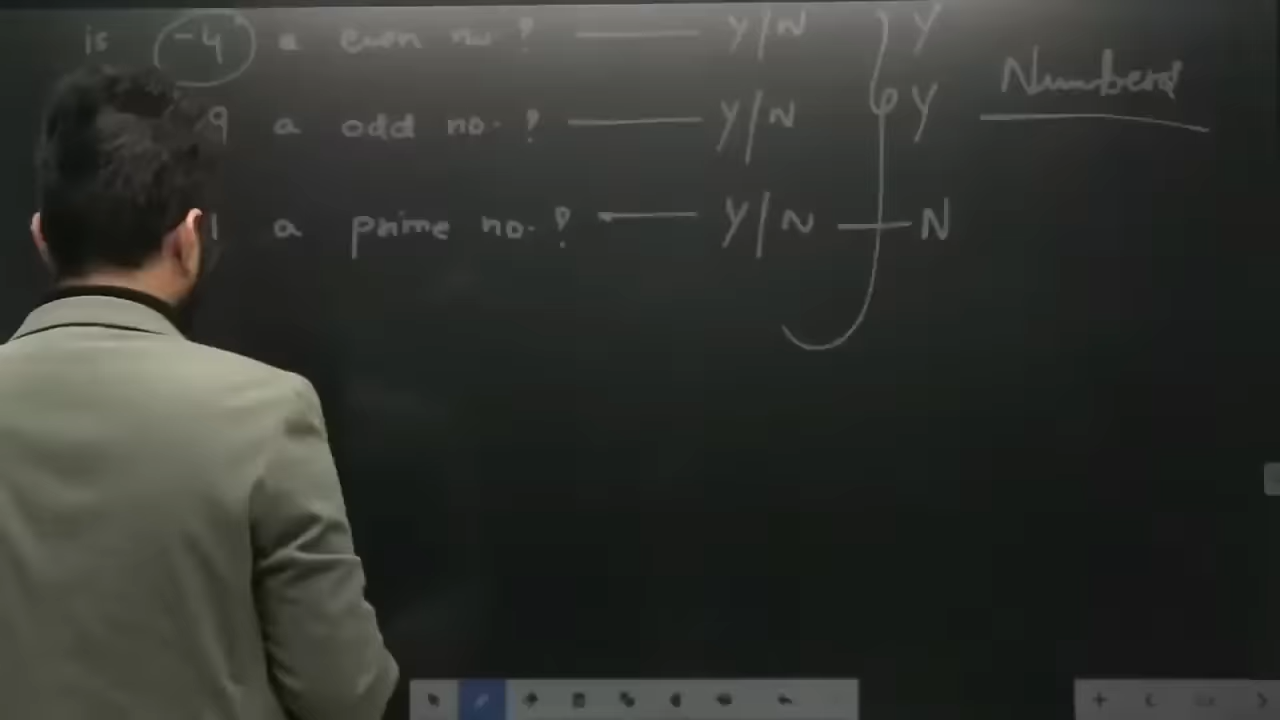 is -4 a even no ? Y/N Y
9 a odd no. ? Y/N Y
1 a prime no. ? Y/N N
Numbers